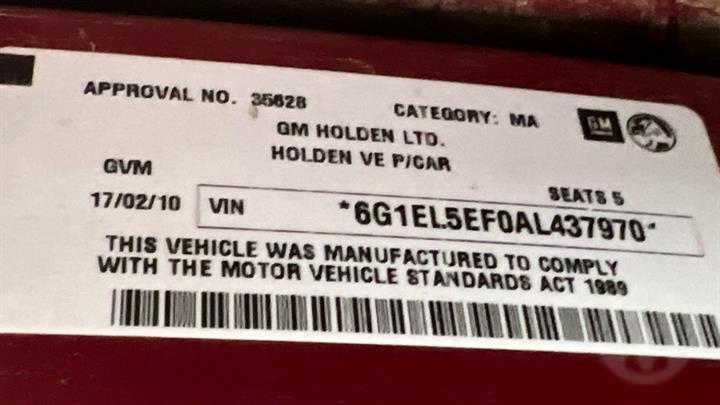 APPROVAL NO. 35628 CATEGORY: MA
GM
GM HOLDEN LTD.
HOLDEN VE P/CAR
GVM
SEATS 5
17/02/10 VIN *6G1EL5EF0AL437970*
THIS VEHICLE WAS MANUFACTURED TO COMPLY
WITH THE MOTOR VEHICLE STANDARDS ACT 1989